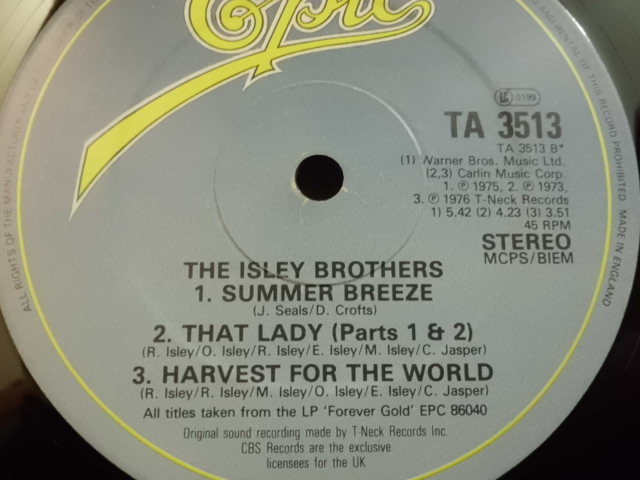 Epic
LC 0199
TA 3513
TA 3513 B*
(1) Warner Bros. Music Ltd.
(2,3) Carlin Music Corp.
1. ℗ 1975, 2. ℗ 1973,
3. ℗ 1976 T-Neck Records
1) 5.42 (2) 4.23 (3) 3.51
45 RPM
STEREO
MCPS/BIEM
THE ISLEY BROTHERS
1. SUMMER BREEZE
(J. Seals/D. Crofts)
2. THAT LADY (Parts 1 & 2)
(R. Isley/O. Isley/R. Isley/E. Isley/M. Isley/C. Jasper)
3. HARVEST FOR THE WORLD
(R. Isley/R. Isley/M. Isley/O. Isley/E. Isley/C. Jasper)
All titles taken from the LP 'Forever Gold' EPC 86040
Original sound recording made by T-Neck Records Inc.
CBS Records are the exclusive
licensees for the UK
ALL RIGHTS OF THE MANUFACTURER
AND RENTAL OF THIS RECORD PROHIBITED. MADE IN ENGLAND